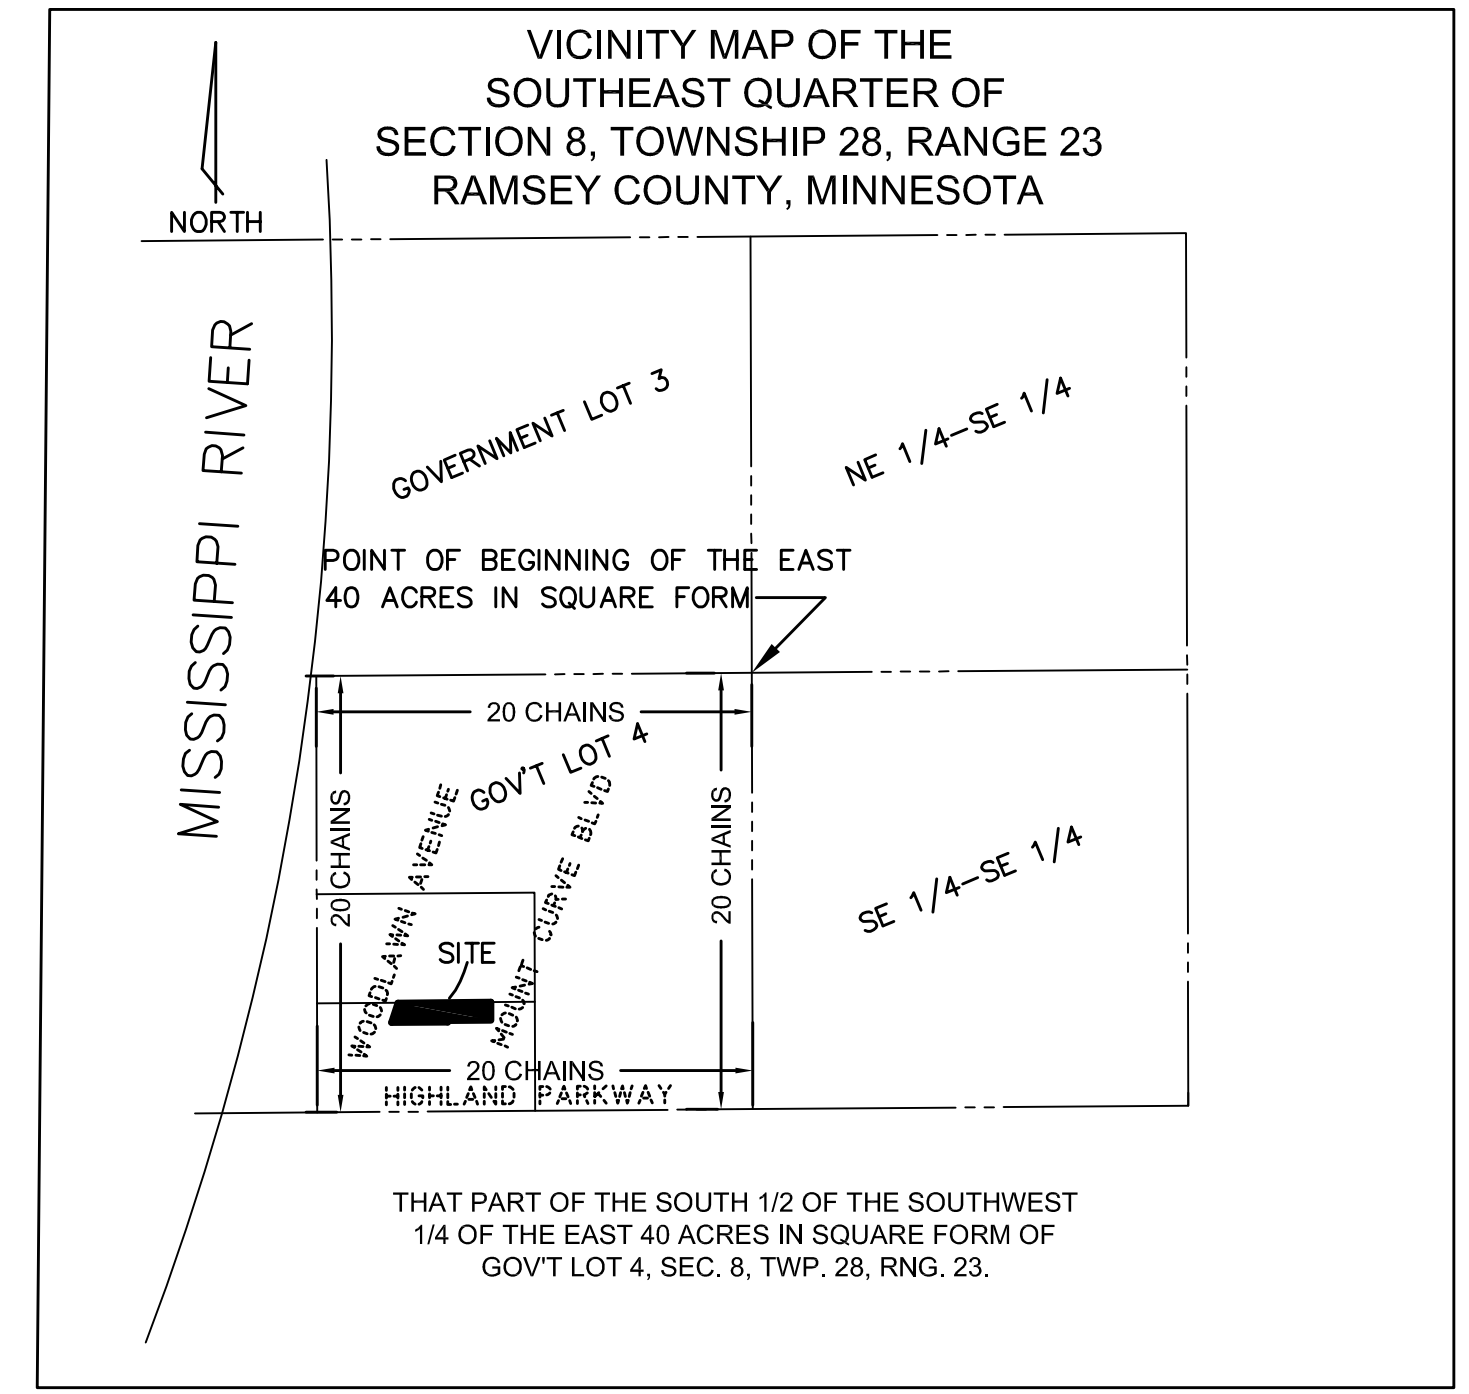 VICINITY MAP OF THE
SOUTHEAST QUARTER OF
SECTION 8, TOWNSHIP 28, RANGE 23
RAMSEY COUNTY, MINNESOTA
NORTH
MISSISSIPPI RIVER
GOVERNMENT LOT 3
NE 1/4-SE 1/4
POINT OF BEGINNING OF THE EAST
40 ACRES IN SQUARE FORM
20 CHAINS
GOV'T LOT 4
20 CHAINS
20 CHAINS
WOODLAWN AVENUE
MOUNT CURVE BLVD
SE 1/4-SE 1/4
SITE
20 CHAINS
HIGHLAND PARKWAY
THAT PART OF THE SOUTH 1/2 OF THE SOUTHWEST
1/4 OF THE EAST 40 ACRES IN SQUARE FORM OF
GOV'T LOT 4, SEC. 8, TWP. 28, RNG. 23.